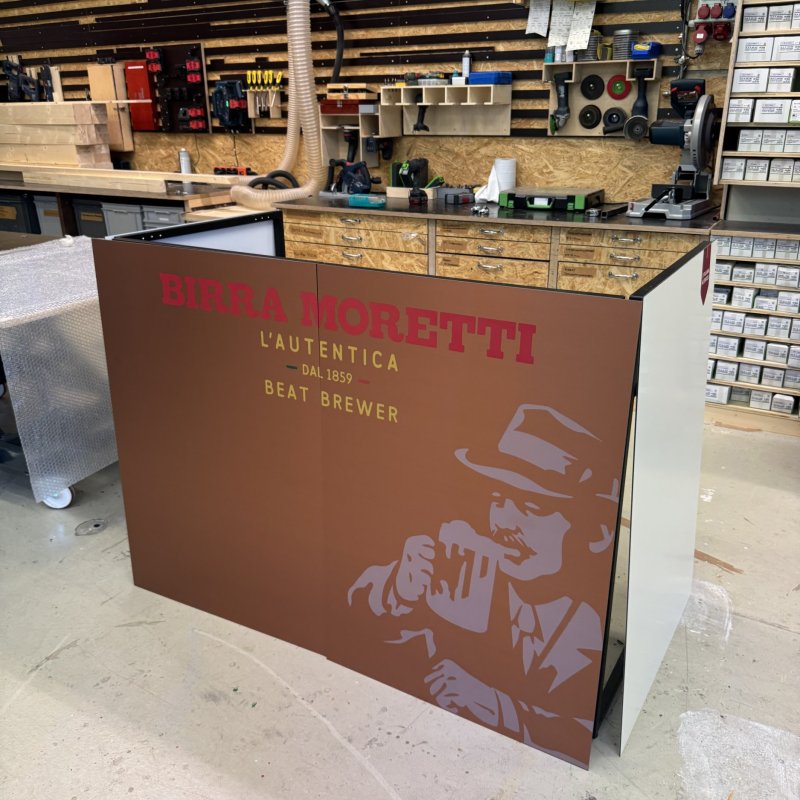 BIRRA MORETTI
L'AUTENTICA
DAL 1859
BEAT BREWER